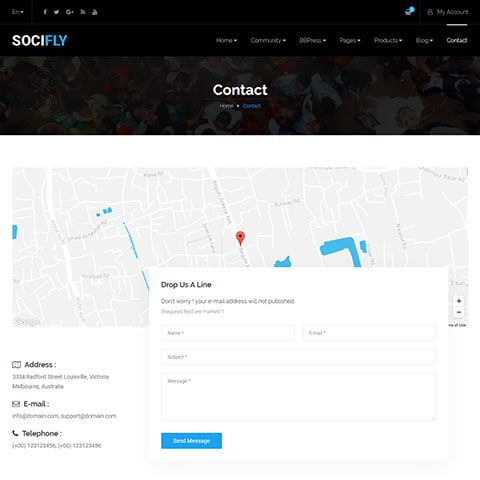 En
My Account
SOCIFLY
Home Community BBPress Pages Products Blog Contact
Contact
Home Contact
Google
Drop Us A Line
Don't worry ! your e-mail address will not published.
(Required field are marked *)
Name *
E-mail *
Subject *
Message *
Send Message
Address :
3334 Radford Street Louisville, Victoria
Melbourne, Australia
E-mail :
info@domain.com, support@domain.com
Telephone :
(+00) 123123456, (+00) 123123456